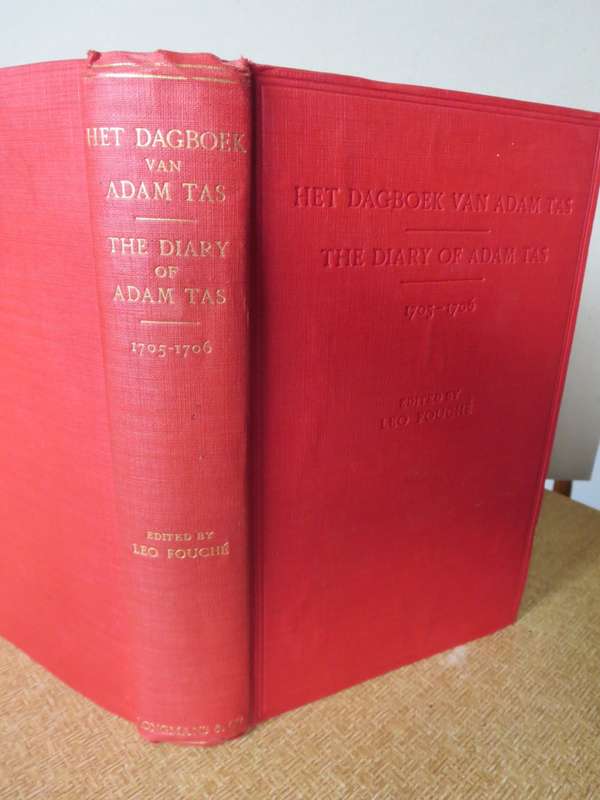 HET DAGBOEK
VAN
ADAM TAS
THE DIARY
OF
ADAM TAS
1705-1706
EDITED BY
LEO FOUCHÉ
LONGMANS & Co
HET DAGBOEK VAN ADAM TAS
THE DIARY OF ADAM TAS
1705-1706
EDITED BY
LEO FOUCHÉ